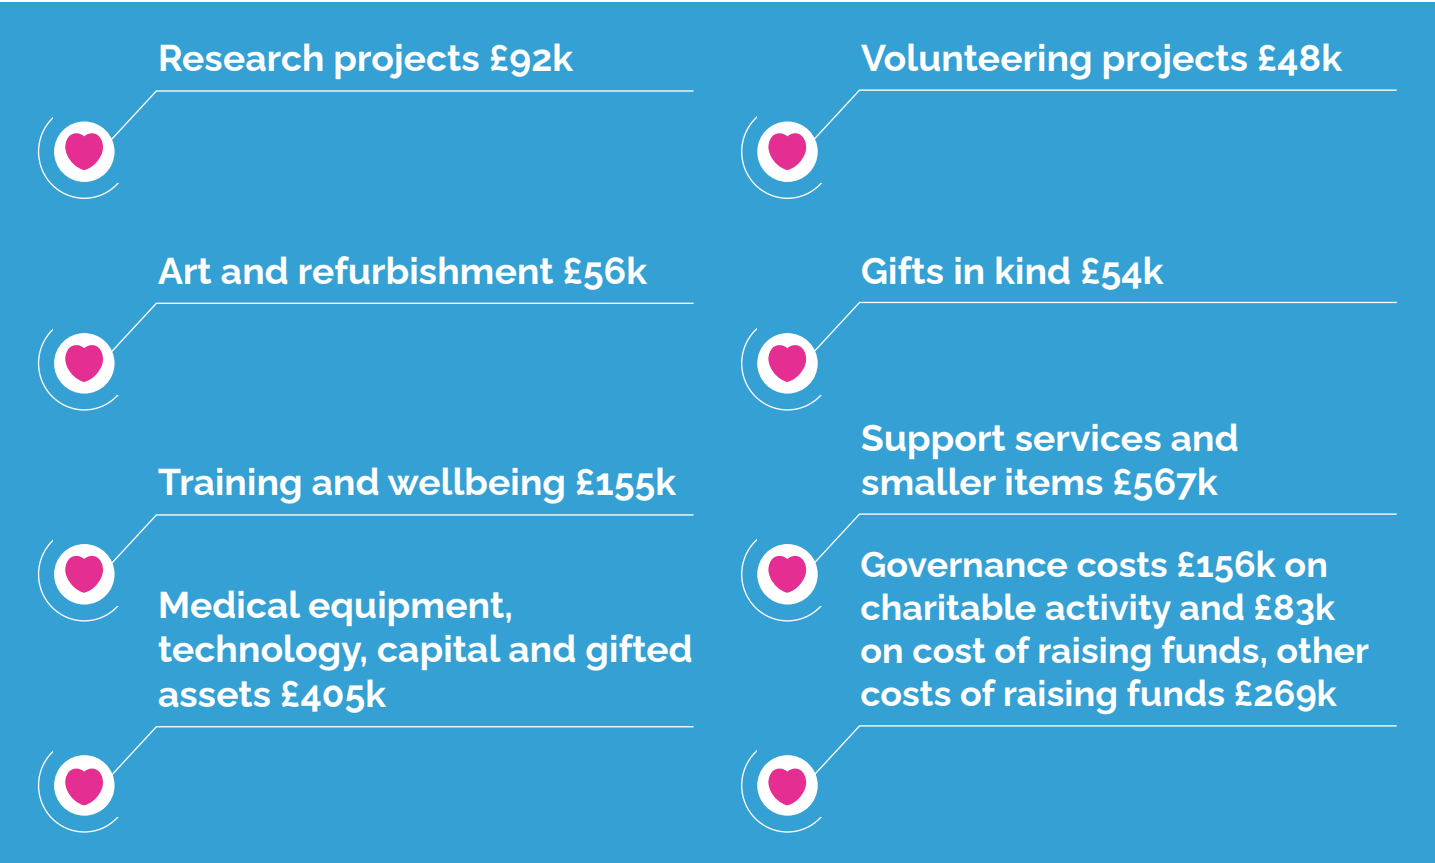 Research projects £92k
Volunteering projects £48k
Art and refurbishment £56k
Gifts in kind £54k
Training and wellbeing £155k
Support services and
smaller items £567k
Medical equipment,
technology, capital and gifted
assets £405k
Governance costs £156k on
charitable activity and £83k
on cost of raising funds, other
costs of raising funds £269k